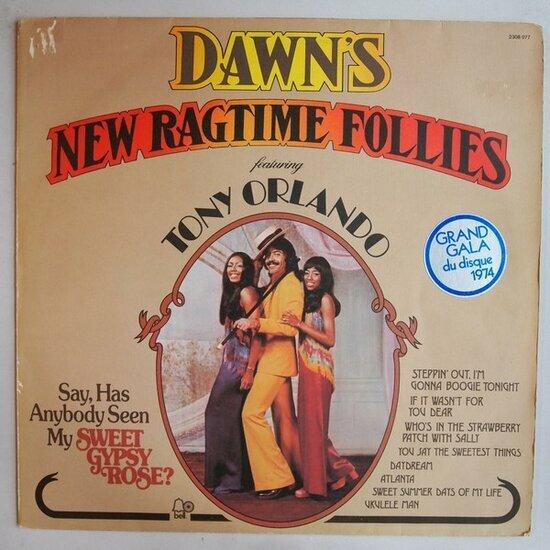 2308 077
DAWN'S
NEW RAGTIME FOLLIES
featuring
TONY ORLANDO
GRAND
GALA
du disque
1974
Say, Has
Anybody Seen
My SWEET
GYPSY
ROSE?
STEPPIN' OUT, I'M
GONNA BOOGIE TONIGHT
IF IT WASN'T FOR
YOU DEAR
WHO'S IN THE STRAWBERRY
PATCH WITH SALLY
YOU SAY THE SWEETEST THINGS
DAYDREAM
ATLANTA
SWEET SUMMER DAYS OF MY LIFE
UKULELE MAN
bell